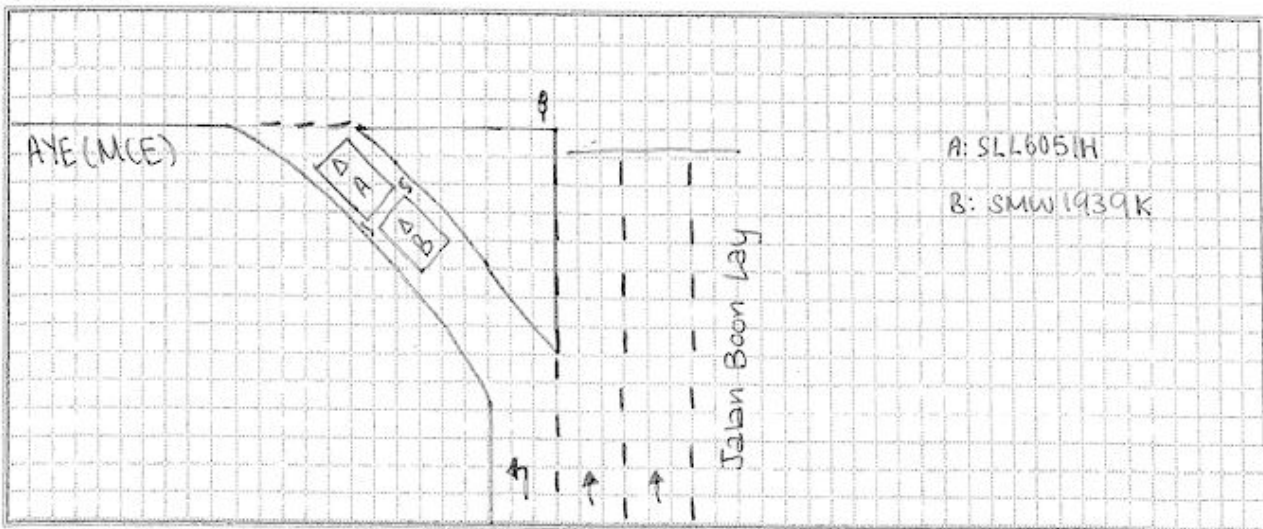 AYE (MCE)
A: SLL6051H
B: SMW1939K
A
B
Jalan Boon Lay